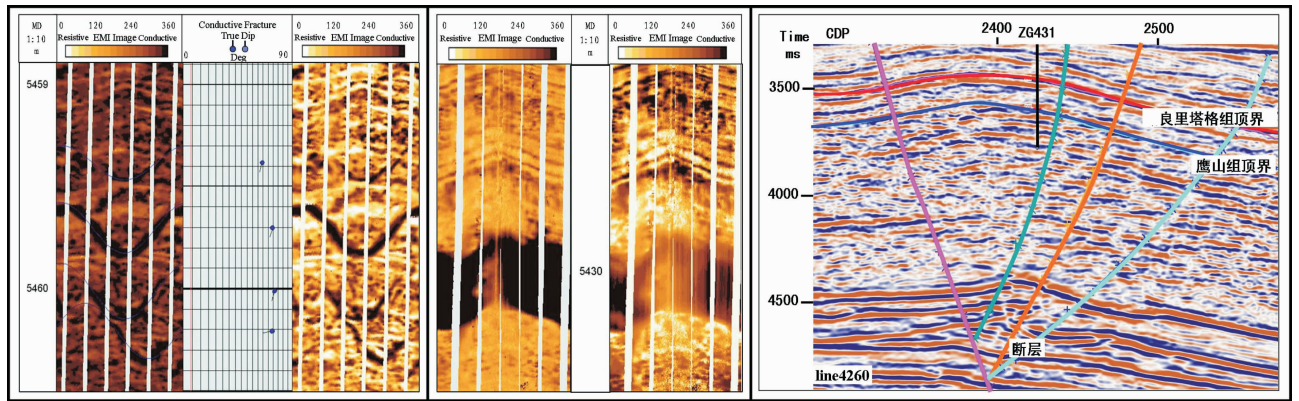 MD 0 120 240 360
1:10 Resistive EMI Image Conductive
m
Conductive Fracture
True Dip
0 90
Deg
0 120 240 360
Resistive EMI Image Conductive
5459
5460
0 120 240 360
Resistive EMI Image Conductive
MD
1:10
m
0 120 240 360
Resistive EMI Image Conductive
5430
Time
ms
CDP
2400
ZG431
2500
3500
4000
4500
良里塔格组顶界
鹰山组顶界
断层
line4260